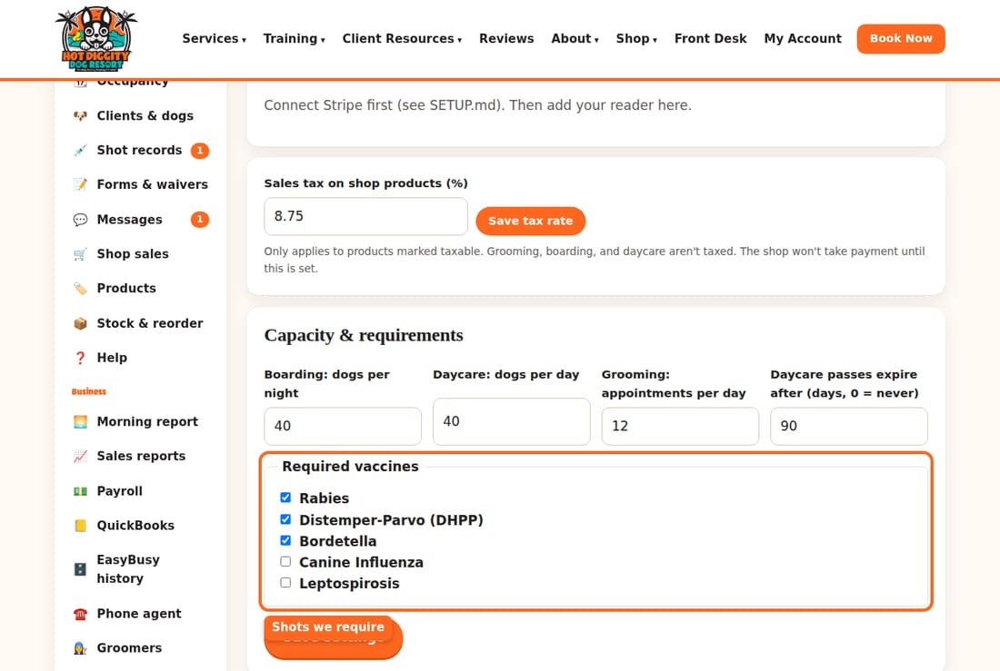 HOT DIGGITY
DOG RESORT
Services ▾
Training ▾
Client Resources ▾
Reviews
About ▾
Shop ▾
Front Desk
My Account
Book Now
Occupancy
Clients & dogs
Shot records 1
Forms & waivers
Messages 1
Shop sales
Products
Stock & reorder
Help
Business
Morning report
Sales reports
Payroll
QuickBooks
EasyBusy
history
Phone agent
Groomers
Connect Stripe first (see SETUP.md). Then add your reader here.
Sales tax on shop products (%)
8.75
Save tax rate
Only applies to products marked taxable. Grooming, boarding, and daycare aren't taxed. The shop won't take payment until
this is set.
Capacity & requirements
Boarding: dogs per
night
40
Daycare: dogs per day
40
Grooming:
appointments per day
12
Daycare passes expire
after (days, 0 = never)
90
Required vaccines
Rabies
Distemper-Parvo (DHPP)
Bordetella
Canine Influenza
Leptospirosis
Shots we require